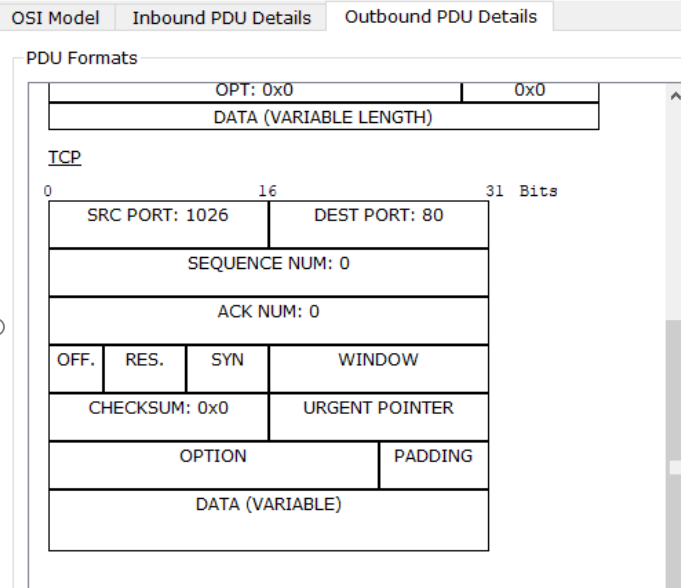 OSI Model Inbound PDU Details Outbound PDU Details
PDU Formats
OPT: 0x0 0x0
DATA (VARIABLE LENGTH)
TCP
0 16 31 Bits
SRC PORT: 1026 DEST PORT: 80
SEQUENCE NUM: 0
ACK NUM: 0
OFF. RES. SYN WINDOW
CHECKSUM: 0x0 URGENT POINTER
OPTION PADDING
DATA (VARIABLE)